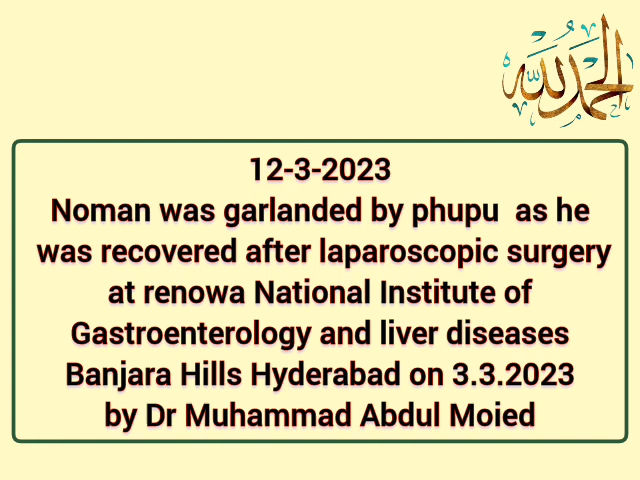 الحمد لله
12-3-2023
Noman was garlanded by phupu as he
was recovered after laparoscopic surgery
at renowa National Institute of
Gastroenterology and liver diseases
Banjara Hills Hyderabad on 3.3.2023
by Dr Muhammad Abdul Moied